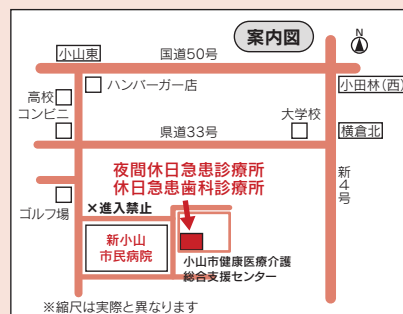 案内図
N
小山東
国道50号
ハンバーガー店
小田林(西)
高校
コンビニ
大学校
県道33号
横倉北
夜間休日急患診療所
休日急患歯科診療所
新4号
ゴルフ場
×進入禁止
新小山
市民病院
小山市健康医療介護
総合支援センター
※縮尺は実際と異なります